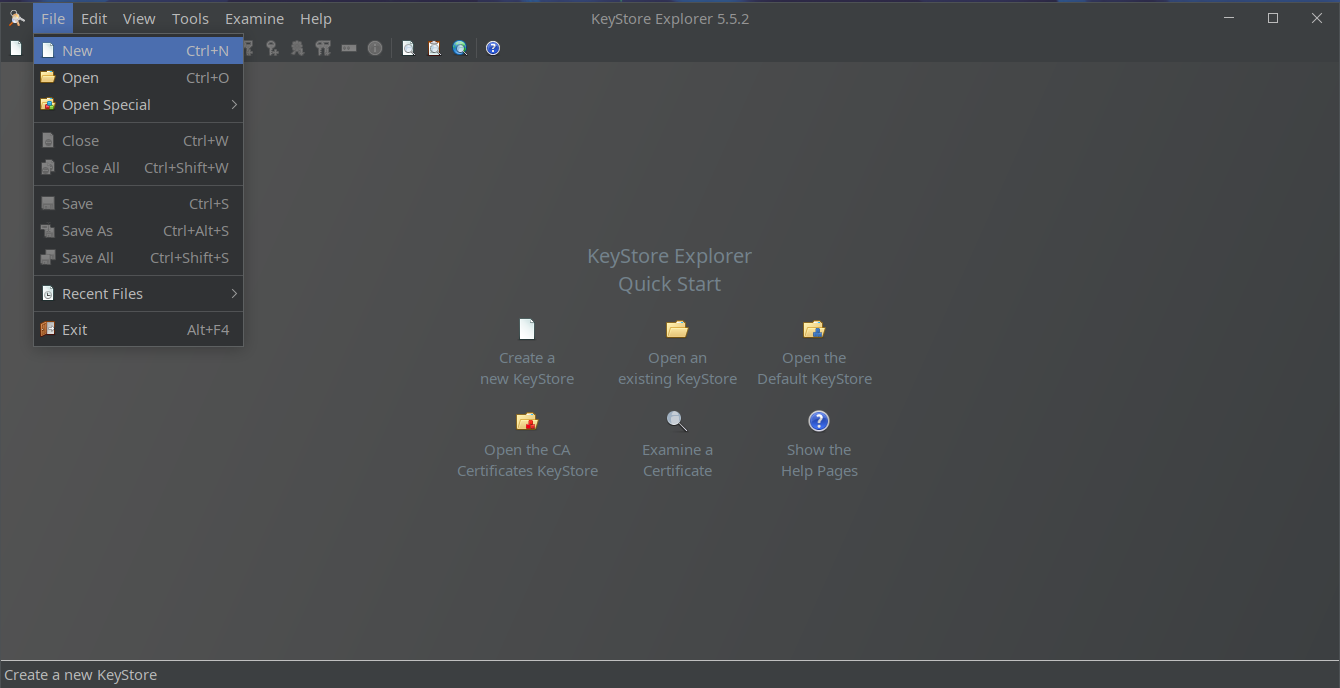 File Edit View Tools Examine Help KeyStore Explorer 5.5.2
New Ctrl+N
Open Ctrl+O
Open Special
Close Ctrl+W
Close All Ctrl+Shift+W
Save Ctrl+S
Save As Ctrl+Alt+S
Save All Ctrl+Shift+S
Recent Files
Exit Alt+F4
KeyStore Explorer
Quick Start
Create a
new KeyStore
Open an
existing KeyStore
Open the
Default KeyStore
Open the CA
Certificates KeyStore
Examine a
Certificate
Show the
Help Pages
Create a new KeyStore